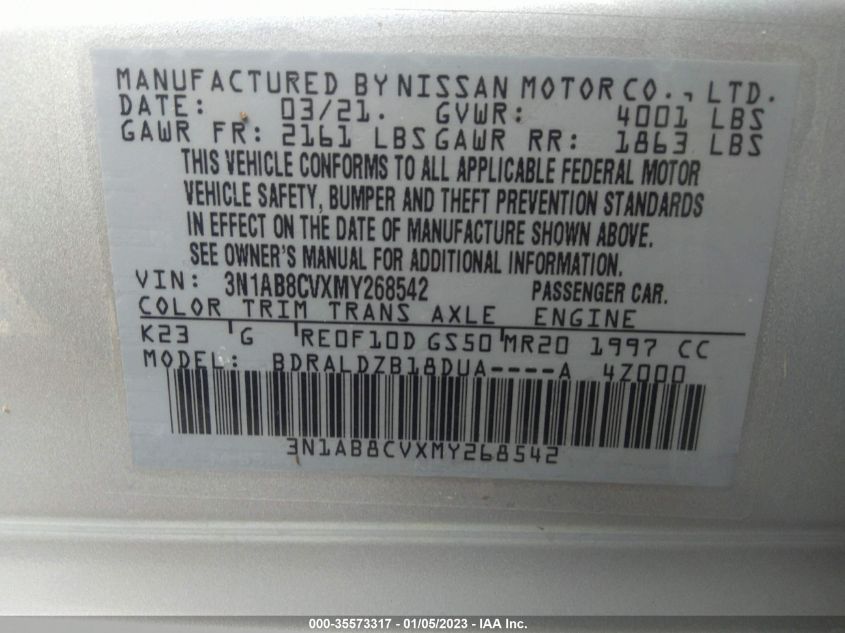 MANUFACTURED BY NISSAN MOTOR CO., LTD.
DATE: 03/21. GVWR: 4001 LBS
GAWR FR: 2161 LBS GAWR RR: 1863 LBS
THIS VEHICLE CONFORMS TO ALL APPLICABLE FEDERAL MOTOR
VEHICLE SAFETY, BUMPER AND THEFT PREVENTION STANDARDS
IN EFFECT ON THE DATE OF MANUFACTURE SHOWN ABOVE.
SEE OWNER'S MANUAL FOR ADDITIONAL INFORMATION.
VIN: 3N1AB8CVXMY268542 PASSENGER CAR.
COLOR TRIM TRANS AXLE ENGINE
K23 G RE0F10D GS50 MR20 1997 CC
MODEL: BDRALDZB18DUA----A 4Z000
3N1AB8CVXMY268542
000-35573317 - 01/05/2023 - IAA Inc.